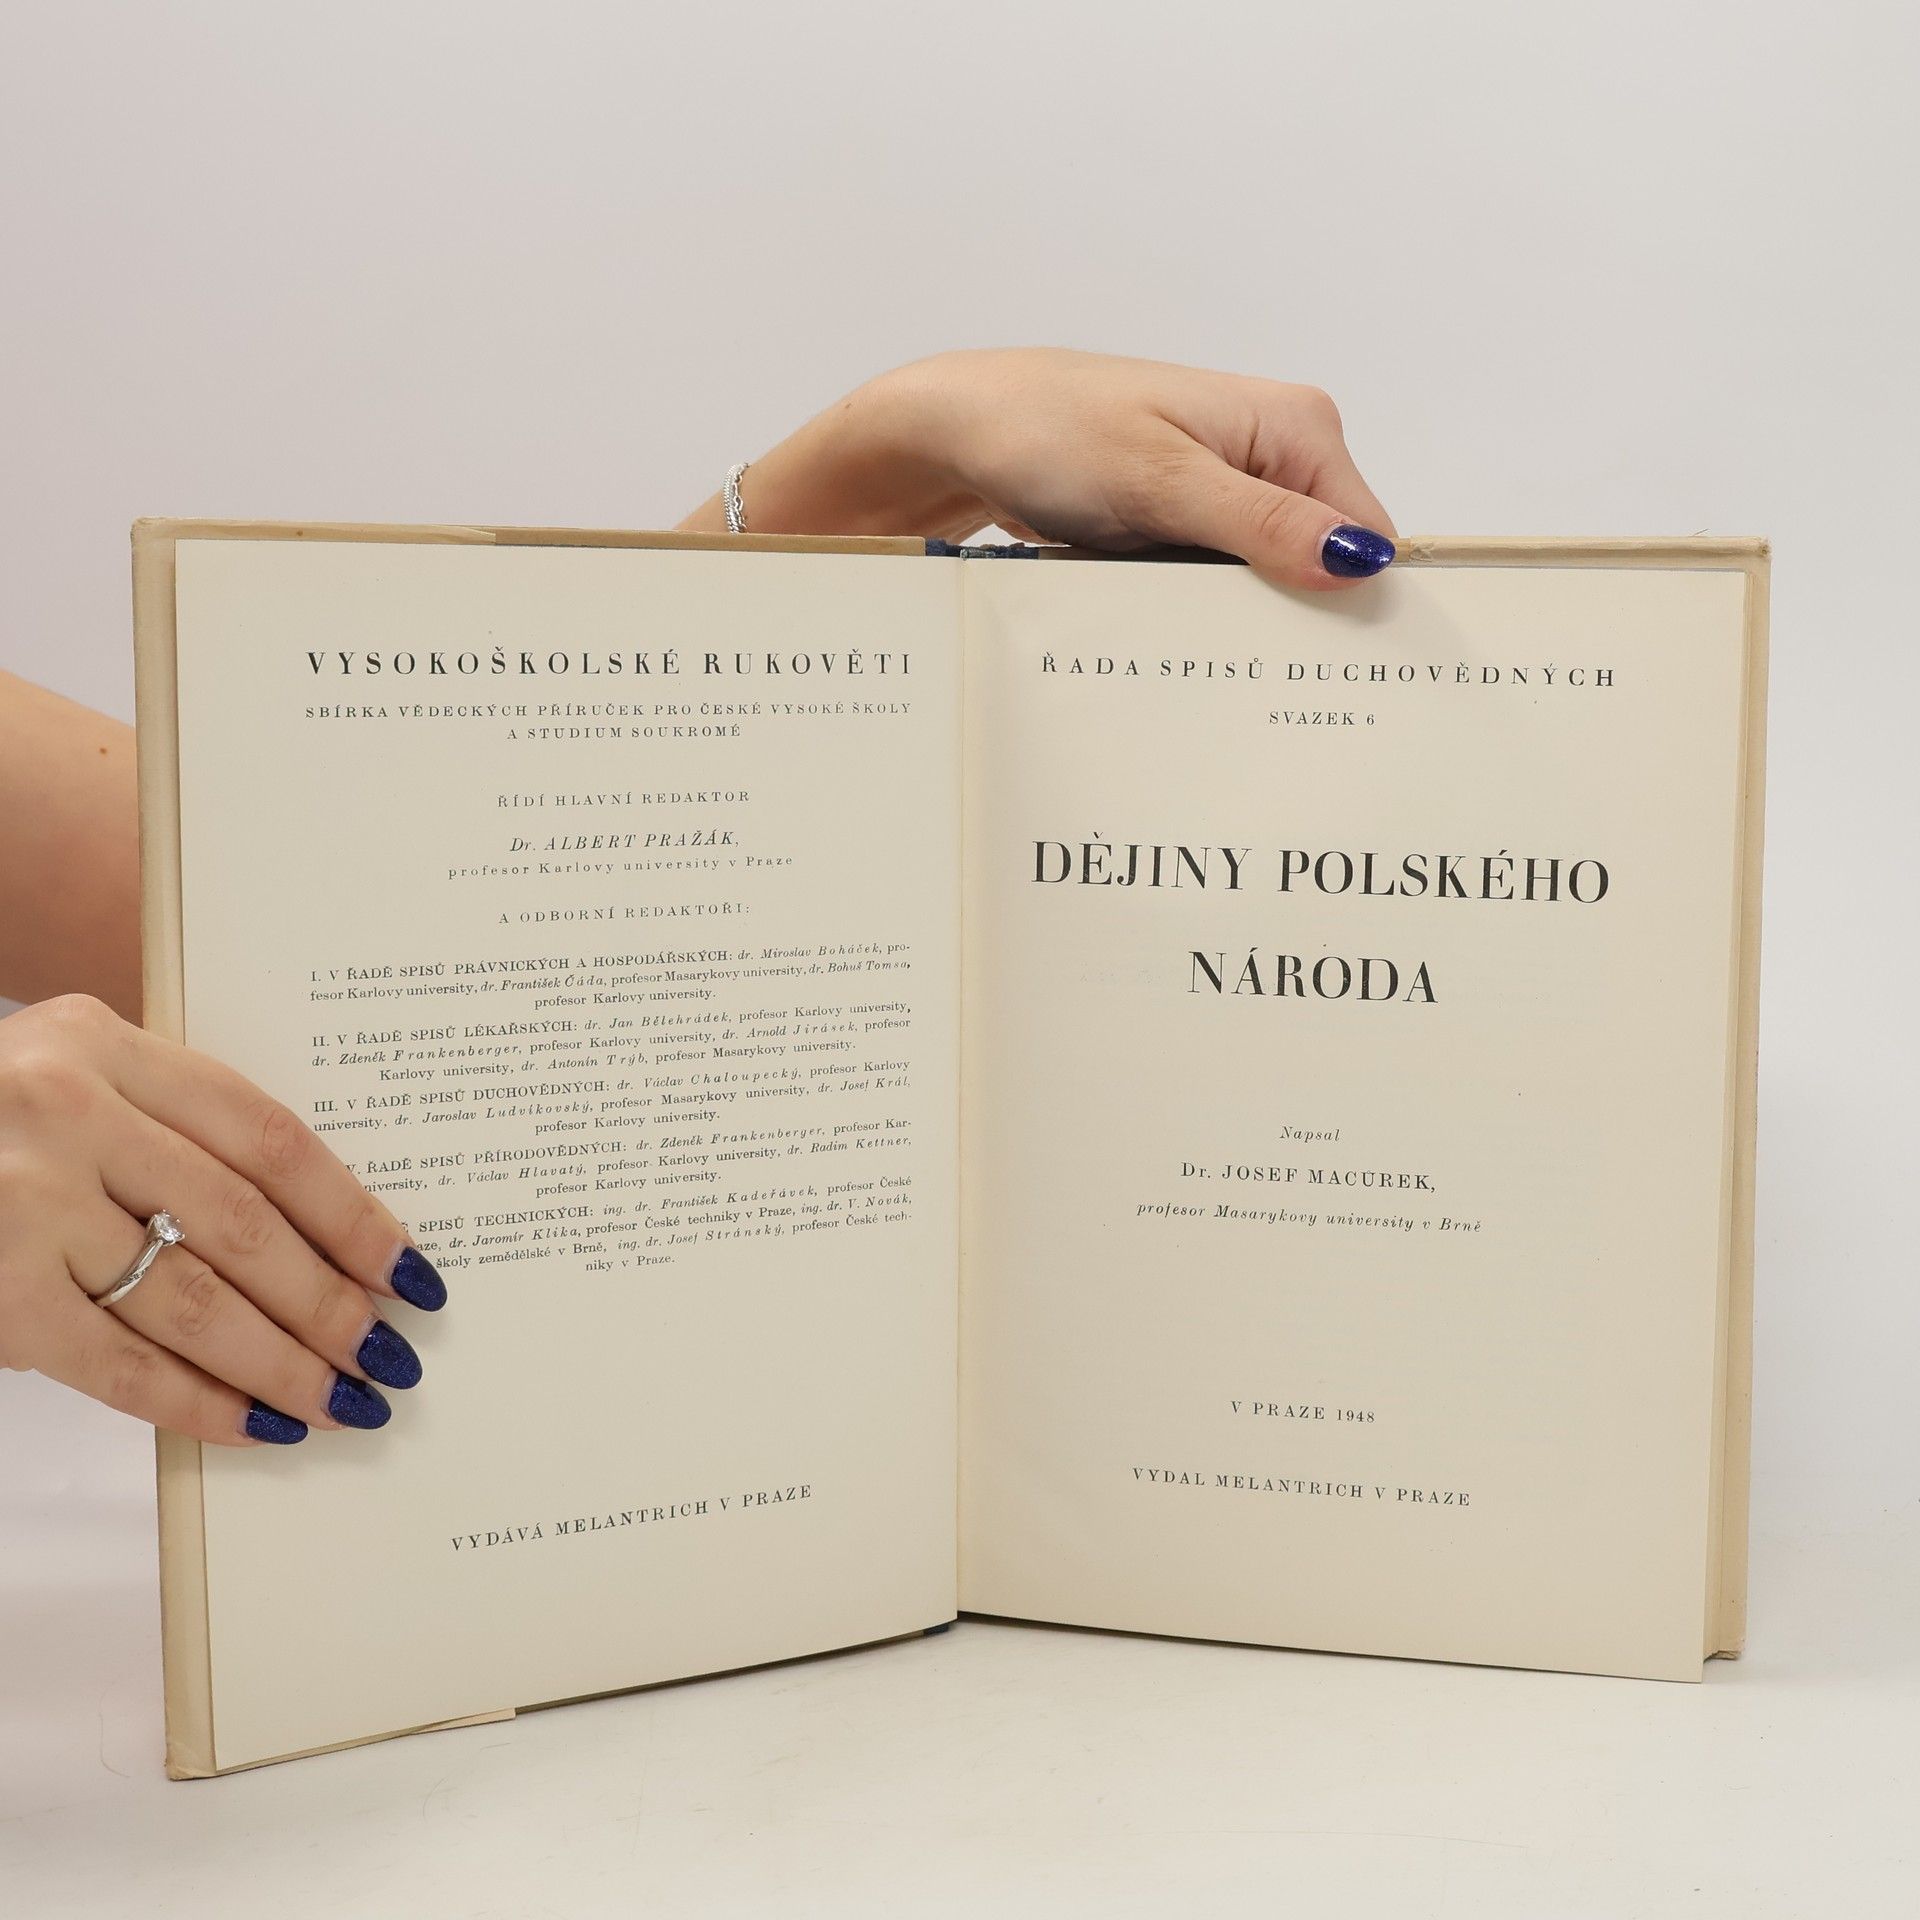 VYSOKOŠKOLSKÉ RUKOVĚTI
SBÍRKA VĚDECKÝCH PŘÍRUČEK PRO ČESKÉ VYSOKÉ ŠKOLY
A STUDIUM SOUKROMÉ
ŘÍDÍ HLAVNÍ REDAKTOR
Dr. ALBERT PRAŽÁK,
profesor Karlovy university v Praze
A ODBORNÍ REDAKTOŘI:
I. V ŘADĚ SPISŮ PRÁVNICKÝCH A HOSPODÁŘSKÝCH: dr. Miroslav Boháček, pro-
fesor Karlovy university, dr. František Čáda, profesor Masarykovy university, dr. Bohuš Tomsa,
profesor Karlovy university.
II. V ŘADĚ SPISŮ LÉKAŘSKÝCH: dr. Jan Bělehrádek, profesor Karlovy university,
dr. Zdeněk Frankenberger, profesor Karlovy university, dr. Arnold Jirásek, profesor
Karlovy university, dr. Antonín Trýb, profesor Masarykovy university.
III. V ŘADĚ SPISŮ DUCHOVĚDNÝCH: dr. Václav Chaloupecký, profesor Karlovy
university, dr. Jaroslav Ludvíkovský, profesor Masarykovy university, dr. Josef Král,
profesor Karlovy university.
V. ŘADĚ SPISŮ PŘÍRODOVĚDNÝCH: dr. Zdeněk Frankenberger, profesor Kar-
niversity, dr. Václav Hlavatý, profesor Karlovy university, dr. Radim Kettner,
profesor Karlovy university.
Ě SPISŮ TECHNICKÝCH: ing. dr. František Kadeřávek, profesor České
aze, dr. Jaromír Klika, profesor České techniky v Praze, ing. dr. V. Novák,
školy zemědělské v Brně, ing. dr. Josef Stránský, profesor České tech-
niky v Praze.
VYDÁVÁ MELANTRICH V PRAZE
ŘADA SPISŮ DUCHOVĚDNÝCH
SVAZEK 6
DĚJINY POLSKÉHO
NÁRODA
Napsal
Dr. JOSEF MACŮREK,
profesor Masarykovy university v Brně
V PRAZE 1948
VYDAL MELANTRICH V PRAZE